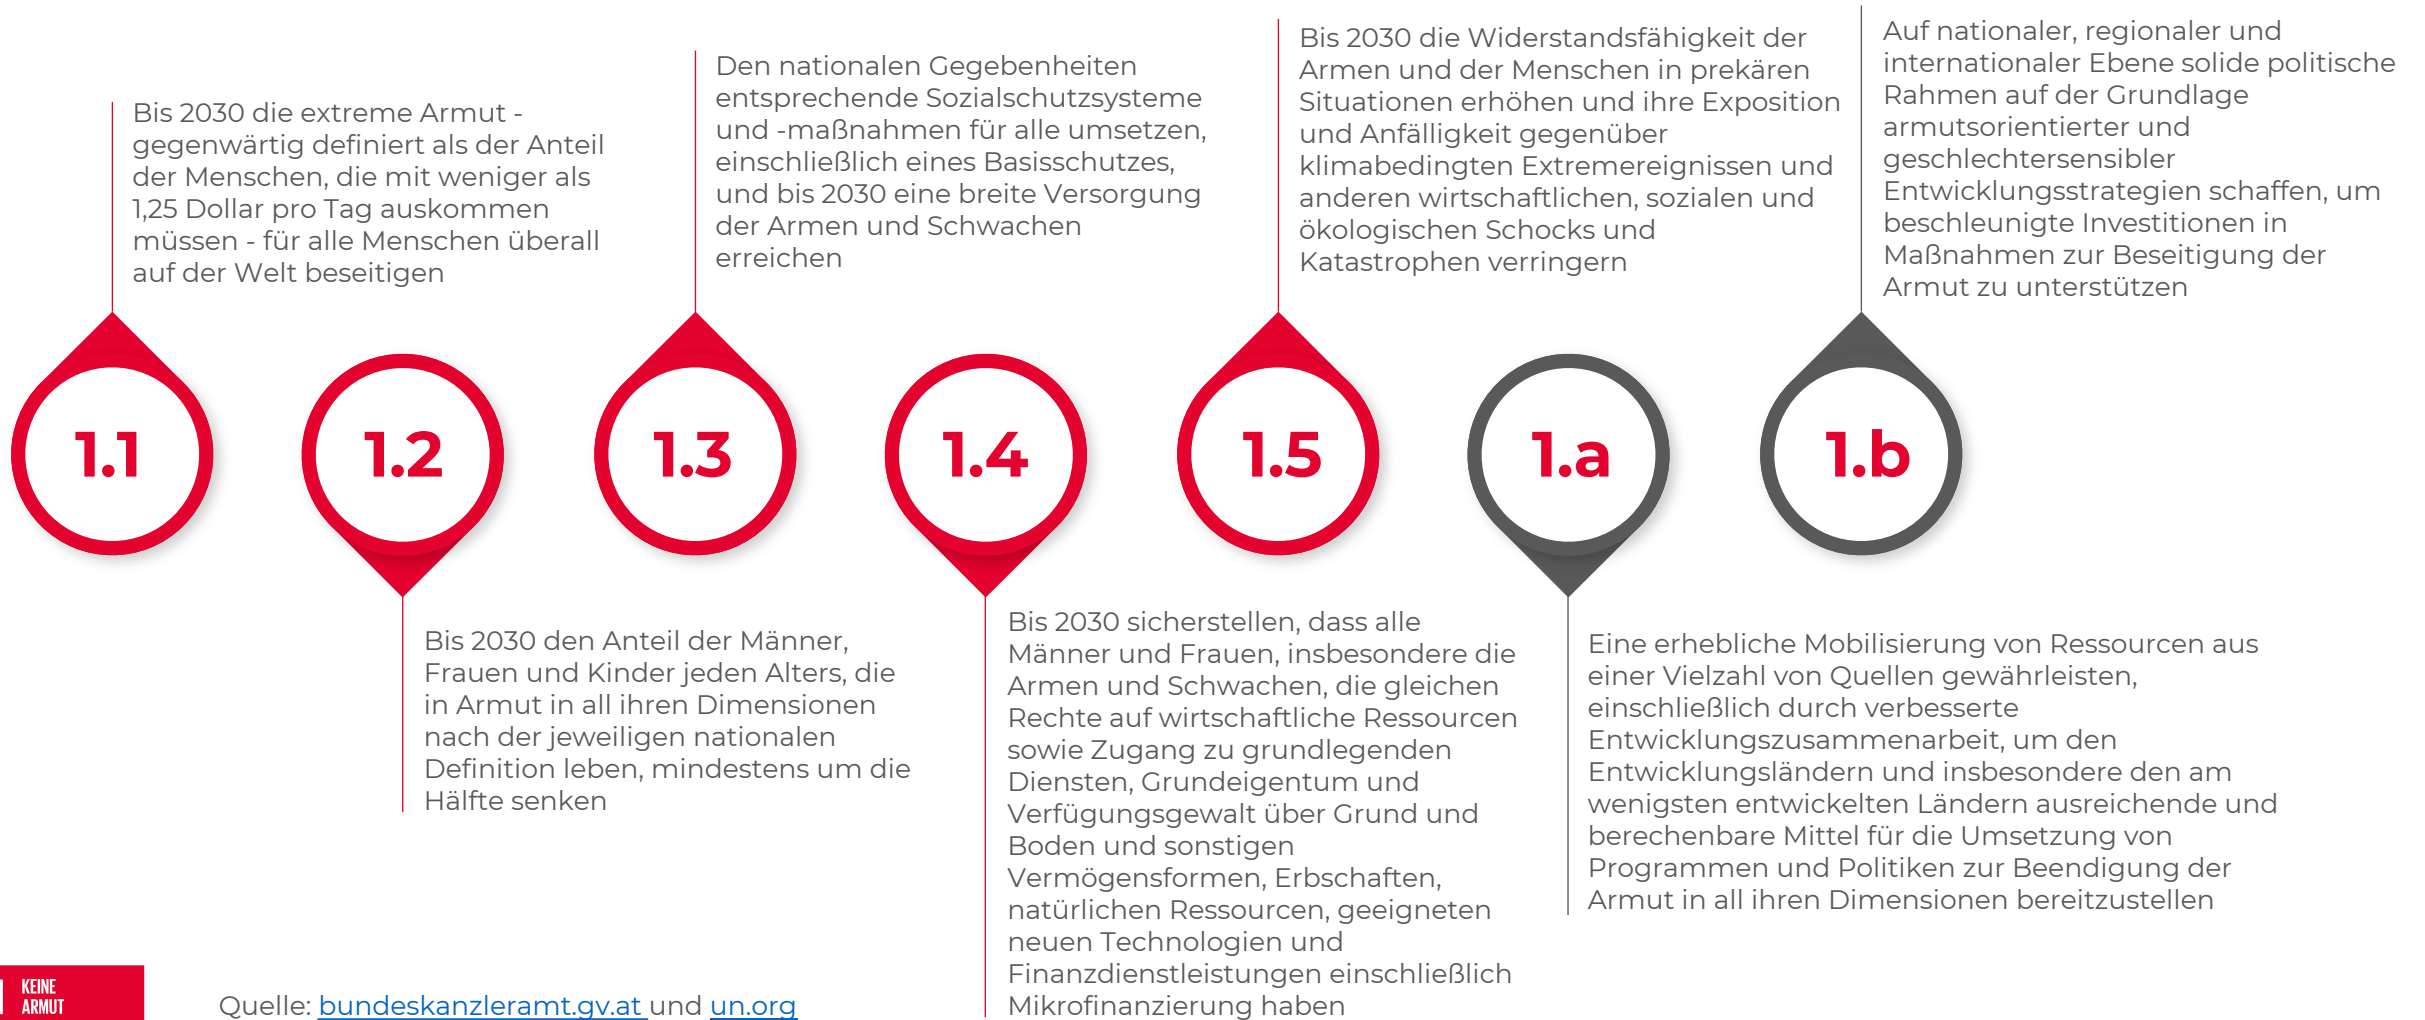 Bis 2030 die extreme Armut -
gegenwärtig definiert als der Anteil
der Menschen, die mit weniger als
1,25 Dollar pro Tag auskommen
müssen - für alle Menschen überall
auf der Welt beseitigen
Den nationalen Gegebenheiten
entsprechende Sozialschutzsysteme
und -maßnahmen für alle umsetzen,
einschließlich eines Basisschutzes,
und bis 2030 eine breite Versorgung
der Armen und Schwachen
erreichen
Bis 2030 die Widerstandsfähigkeit der
Armen und der Menschen in prekären
Situationen erhöhen und ihre Exposition
und Anfälligkeit gegenüber
klimabedingten Extremereignissen und
anderen wirtschaftlichen, sozialen und
ökologischen Schocks und
Katastrophen verringern
Auf nationaler, regionaler und
internationaler Ebene solide politische
Rahmen auf der Grundlage
armutsorientierter und
geschlechtersensibler
Entwicklungsstrategien schaffen, um
beschleunigte Investitionen in
Maßnahmen zur Beseitigung der
Armut zu unterstützen
1.1
1.2
1.3
1.4
1.5
1.a
1.b
Bis 2030 den Anteil der Männer,
Frauen und Kinder jeden Alters, die
in Armut in all ihren Dimensionen
nach der jeweiligen nationalen
Definition leben, mindestens um die
Hälfte senken
Bis 2030 sicherstellen, dass alle
Männer und Frauen, insbesondere die
Armen und Schwachen, die gleichen
Rechte auf wirtschaftliche Ressourcen
sowie Zugang zu grundlegenden
Diensten, Grundeigentum und
Verfügungsgewalt über Grund und
Boden und sonstigen
Vermögensformen, Erbschaften,
natürlichen Ressourcen, geeigneten
neuen Technologien und
Finanzdienstleistungen einschließlich
Mikrofinanzierung haben
Eine erhebliche Mobilisierung von Ressourcen aus
einer Vielzahl von Quellen gewährleisten,
einschließlich durch verbesserte
Entwicklungszusammenarbeit, um den
Entwicklungsländern und insbesondere den am
wenigsten entwickelten Ländern ausreichende und
berechenbare Mittel für die Umsetzung von
Programmen und Politiken zur Beendigung der
Armut in all ihren Dimensionen bereitzustellen
KEINE
ARMUT
Quelle: bundeskanzleramt.gv.at und un.org